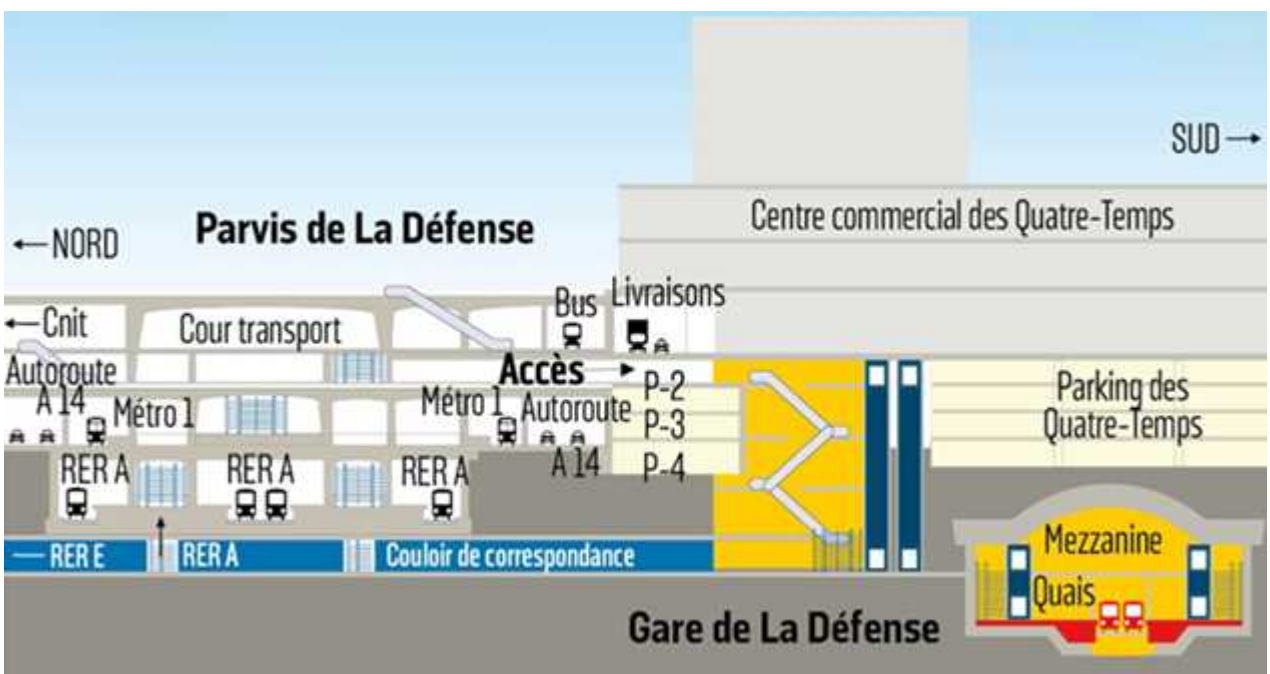 SUD →
Centre commercial des Quatre-Temps
Parvis de La Défense
← NORD
Bus
Livraisons
← Cnit
Cour transport
Autoroute
A 14
Métro 1
Accès →
P-2
Parking des
Quatre-Temps
Métro 1
Autoroute
A 14
P-3
P-4
RER A
RER A
RER A
— RER E
RER A
Couloir de correspondance
Mezzanine
Quais
Gare de La Défense